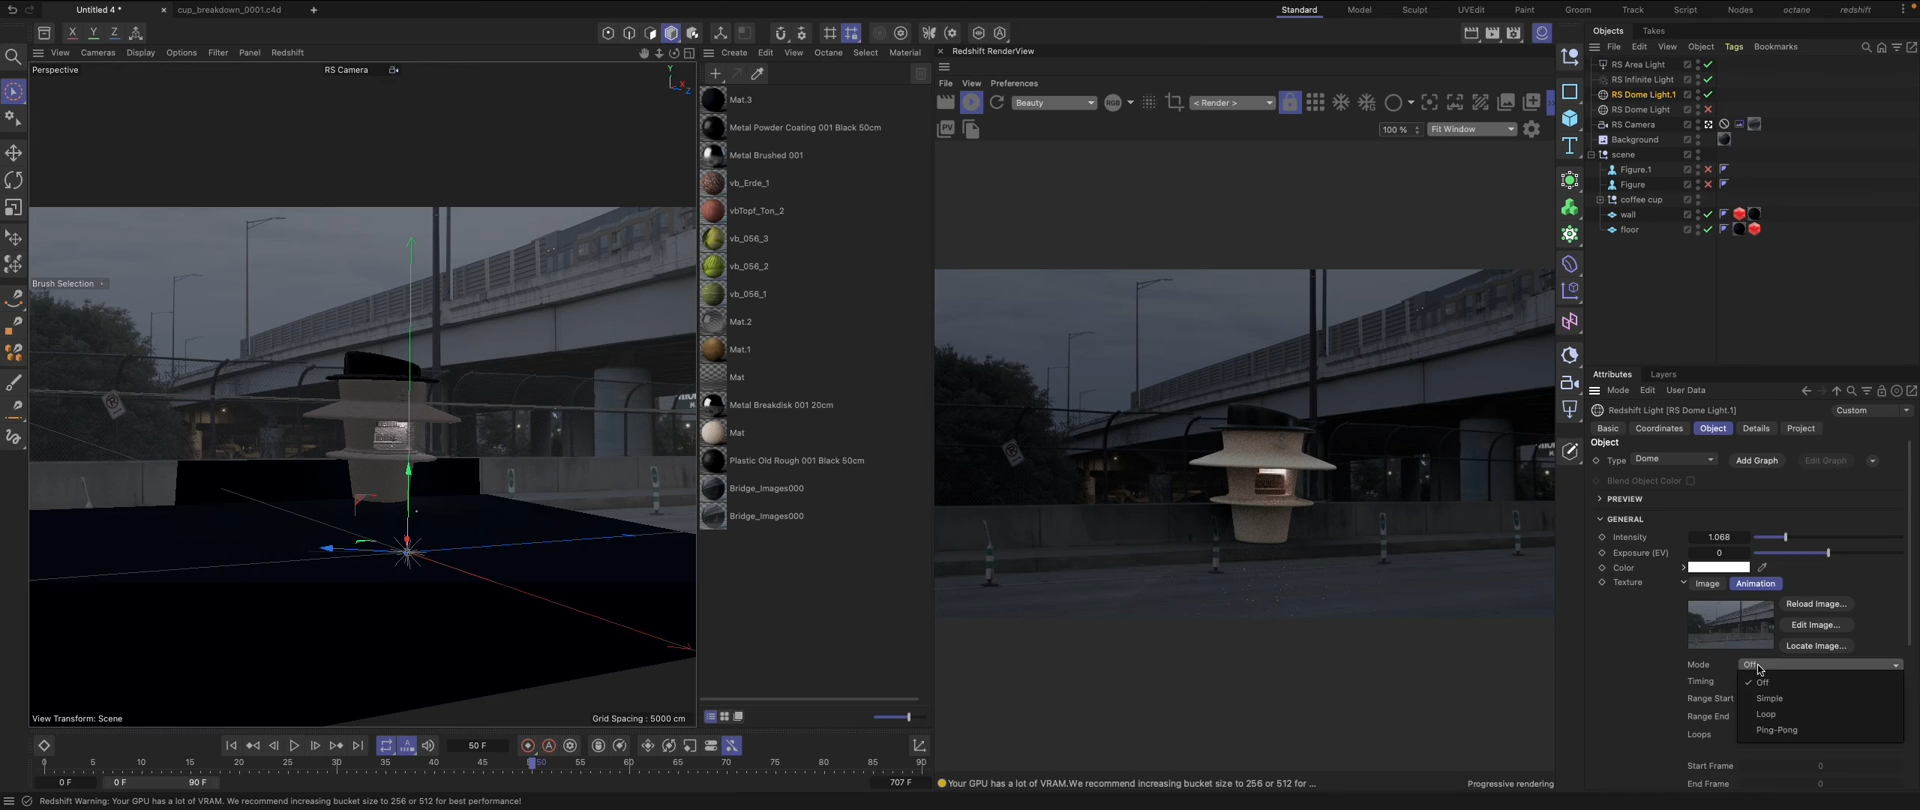 Untitled 4 *
cup_breakdown_0001.c4d
Standard
Model
Sculpt
UVEdit
Paint
Groom
Track
Script
Nodes
octane
redshift
X
Y
Z
View
Cameras
Display
Options
Filter
Panel
Redshift
Create
Edit
View
Octane
Select
Material
Redshift RenderView
File
View
Preferences
Beauty
RGB
< Render >
PV
100 %
Fit Window
Objects
Takes
File
Edit
View
Object
Tags
Bookmarks
RS Area Light
RS Infinite Light
RS Dome Light.1
RS Dome Light
RS Camera
Background
scene
Figure.1
Figure
coffee cup
wall
floor
Perspective
RS Camera
Y
X
Z
Brush Selection
View Transform: Scene
Grid Spacing : 5000 cm
Mat.3
Metal Powder Coating 001 Black 50cm
Metal Brushed 001
vb_Erde_1
vbTopf_Ton_2
vb_056_3
vb_056_2
vb_056_1
Mat.2
Mat.1
Mat
Metal Breakdisk 001 20cm
Mat
Plastic Old Rough 001 Black 50cm
Bridge_Images000
Bridge_Images000
Attributes
Layers
Mode
Edit
User Data
Redshift Light [RS Dome Light.1]
Custom
Basic
Coordinates
Object
Details
Project
Object
Type
Dome
Add Graph
Edit Graph
Blend Object Color
PREVIEW
GENERAL
Intensity
1.068
Exposure (EV)
0
Color
Texture
Image
Animation
Reload Image...
Edit Image...
Locate Image...
Mode
Off
Timing
Off
Range Start
Simple
Range End
Loop
Loops
Ping-Pong
Start Frame
0
End Frame
0
50 F
0 5 10 15 20 25 30 35 40 45 50 55 60 65 70 75 80 85 90
0 F
0 F
90 F
707 F
Your GPU has a lot of VRAM.We recommend increasing bucket size to 256 or 512 for ...
Progressive rendering
Redshift Warning: Your GPU has a lot of VRAM. We recommend increasing bucket size to 256 or 512 for best performance!